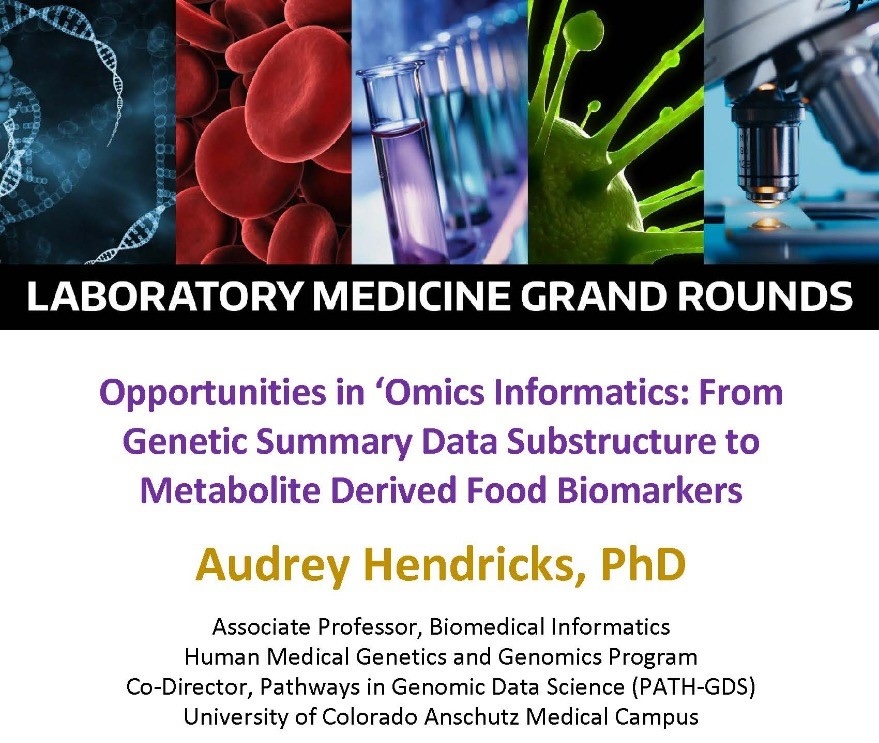 LABORATORY MEDICINE GRAND ROUNDS
Opportunities in ‘Omics Informatics: From
Genetic Summary Data Substructure to
Metabolite Derived Food Biomarkers
Audrey Hendricks, PhD
Associate Professor, Biomedical Informatics
Human Medical Genetics and Genomics Program
Co-Director, Pathways in Genomic Data Science (PATH-GDS)
University of Colorado Anschutz Medical Campus